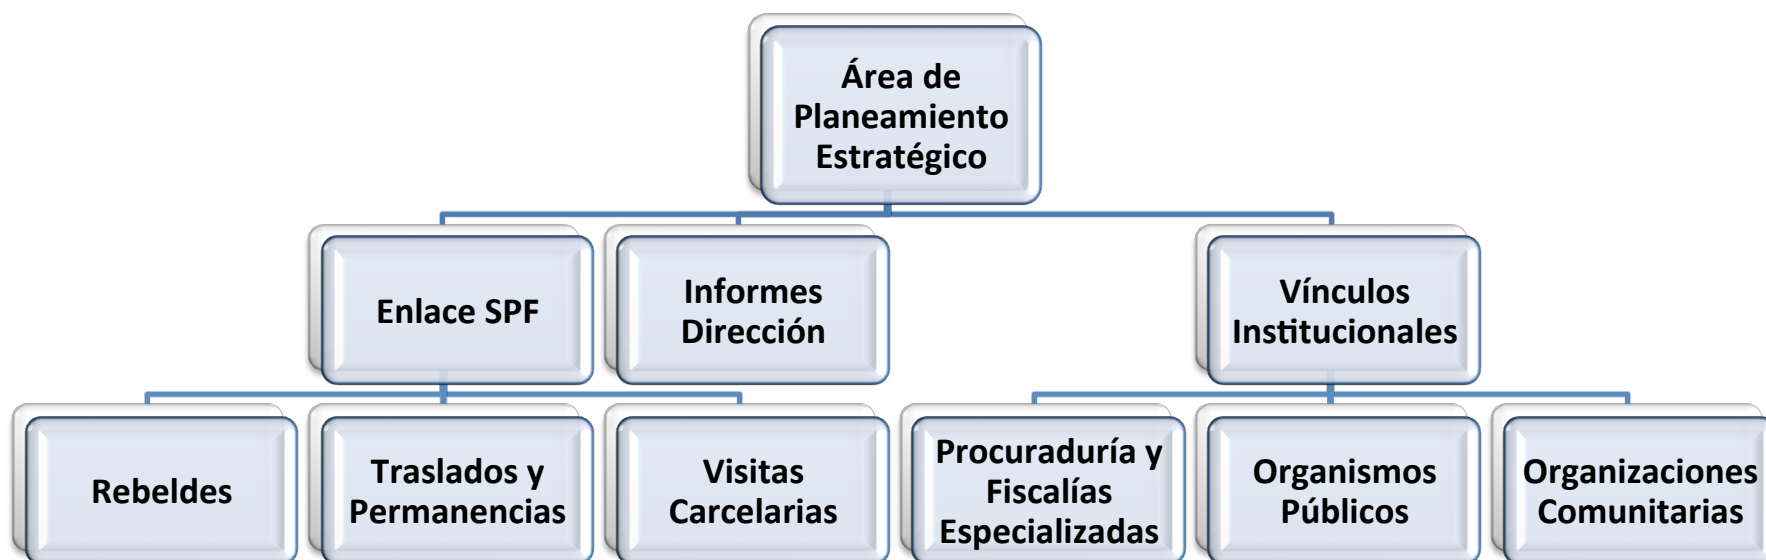 Área de
Planeamiento
Estratégico
Enlace SPF
Informes
Dirección
Vínculos
Institucionales
Rebeldes
Traslados y
Permanencias
Visitas
Carcelarias
Procuraduría y
Fiscalías
Especializadas
Organismos
Públicos
Organizaciones
Comunitarias